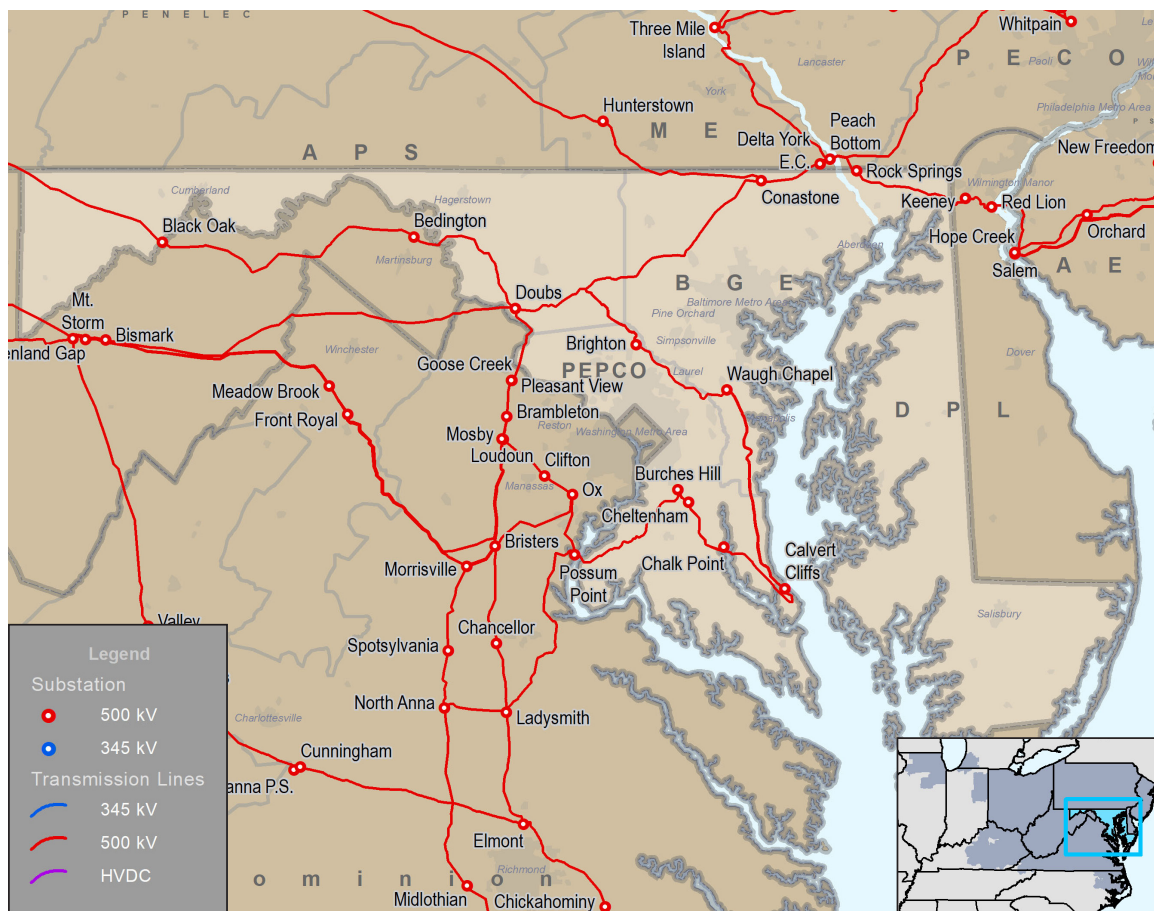 PENELEC
Three Mile
Island
Whitpain
Lancaster
PECO
Paoli
York
Hunterstown
ME
Philadelphia Metro Area
Delta York
E.C.
Peach
Bottom
New Freedom
APS
Rock Springs
Cumberland
Hagerstown
Conastone
Wilmington Manor
Keeney
Red Lion
Black Oak
Bedington
Martinsburg
Aberdeen
Hope Creek
Orchard
Salem
AE
BGE
Baltimore Metro Area
Pine Orchard
Doubs
Mt.
Storm
Bismark
Simpsonville
Brighton
Winchester
Dover
enland Gap
Goose Creek
PEPCO
Laurel
Meadow Brook
Pleasant View
Waugh Chapel
Front Royal
Brambleton
Reston
DPL
Mosby
Washington Metro Area
Loudoun
Clifton
Manassas
Burches Hill
Ox
Cheltenham
Bristers
Chalk Point
Calvert
Cliffs
Morrisville
Possum
Point
Salisbury
Valley
Chancellor
Spotsylvania
Legend
Substation
500 kV
345 kV
Transmission Lines
345 kV
500 kV
HVDC
North Anna
Ladysmith
Charlottesville
Cunningham
anna P.S.
Elmont
Richmond
ominion
Midlothian
Chickahominy